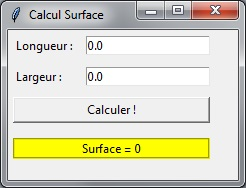 Calcul Surface
Longueur : 0.0
Largeur : 0.0
Calculer !
Surface = 0